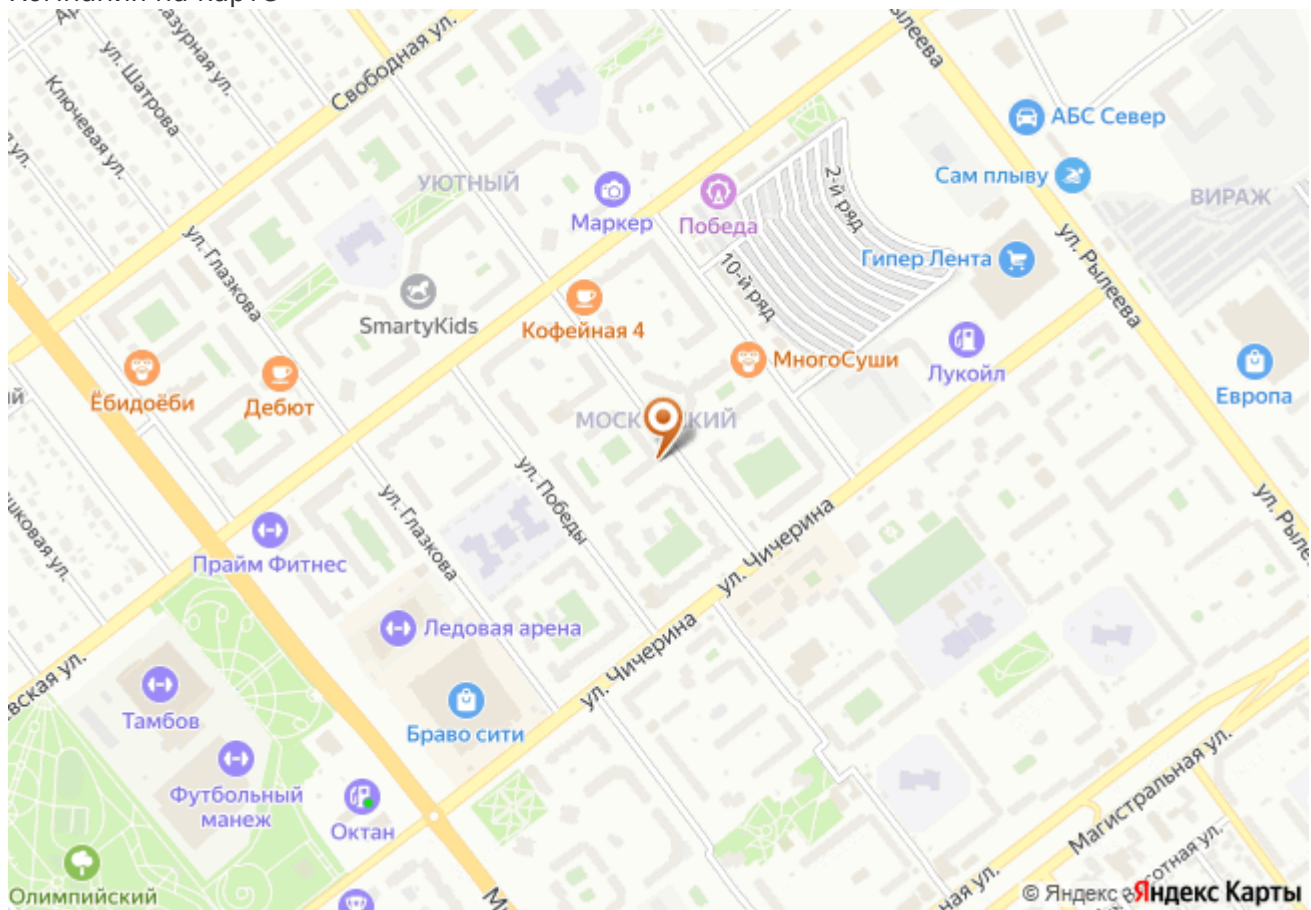 Свободная ул.
ул. Шатрова
Ключевая ул.
УЮТНЫЙ
Маркер
Победа
2-й ряд
10-й ряд
АБС Север
Сам плыву
ВИРАЖ
Гипер Лента
ул. Рылеева
ул. Глазкова
SmartyKids
Кофейная 4
МногоСуши
Лукойл
Европа
Ёбидоёби
Дебют
ул. Победы
ул. Глазкова
Прайм Фитнес
ул. Чичерина
Ледовая арена
ул. Чичерина
Тамбов
Браво сити
Футбольный
манеж
Октан
Магистральная ул.
Олимпийский
© Яндекс
Яндекс Карты